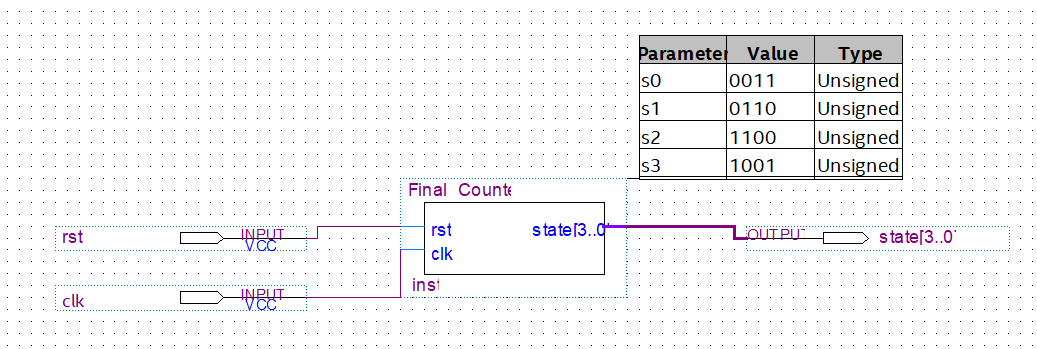 Parameter Value Type
s0 0011 Unsigned
s1 0110 Unsigned
s2 1100 Unsigned
s3 1001 Unsigned
Final Counte
rst INPUT
VCC
rst state[3..0]
OUTPUT state[3..0]
clk
inst
clk INPUT
VCC